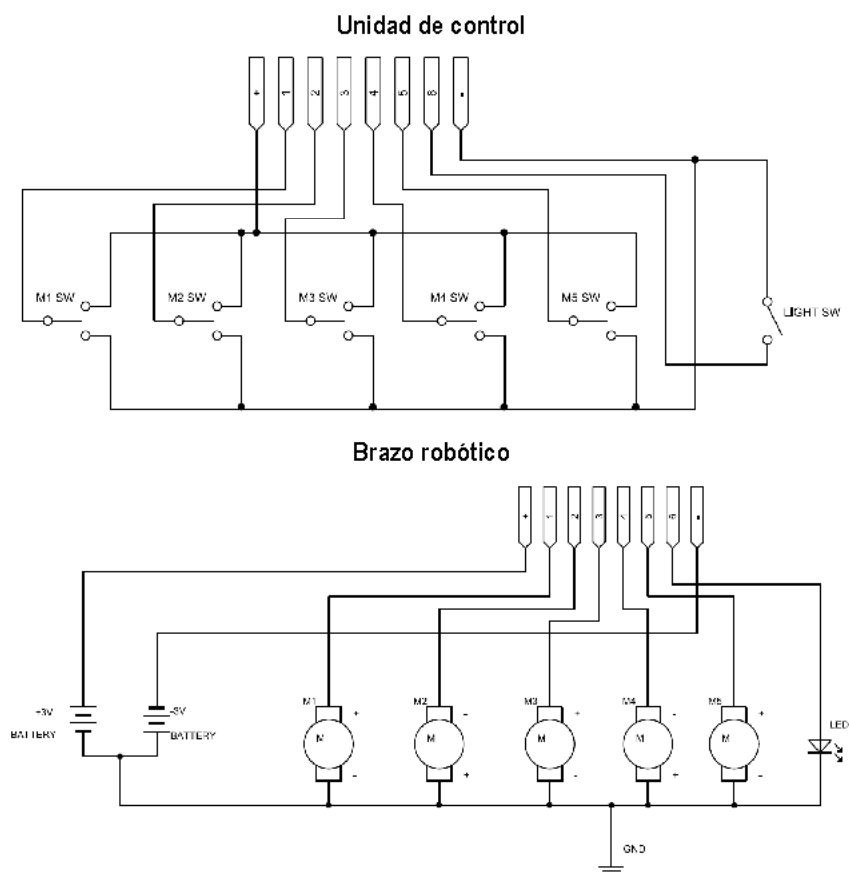 Unidad de control
+ 1 2 3 4 5 6 -
M1 SW M2 SW M3 SW M4 SW M5 SW
LIGHT SW
Brazo robótico
+ 1 2 3 4 5 6 -
M1 M2 M3 M4 M5
+ - + - +
+3V -3V LED
BATTERY BATTERY
M M M M M
- + - + -
GND